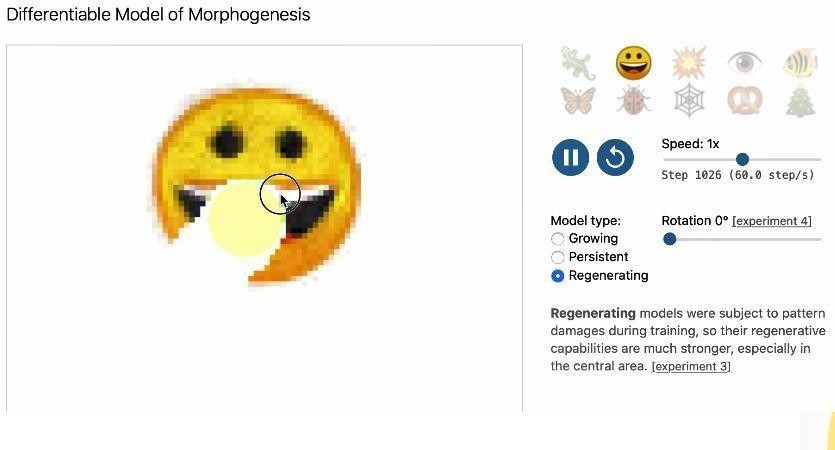 Differentiable Model of Morphogenesis
Speed: 1x
Step 1026 (60.0 step/s)
Model type:
Rotation 0° [experiment 4]
Growing
Persistent
Regenerating
Regenerating models were subject to pattern
damages during training, so their regenerative
capabilities are much stronger, especially in
the central area. [experiment 3]